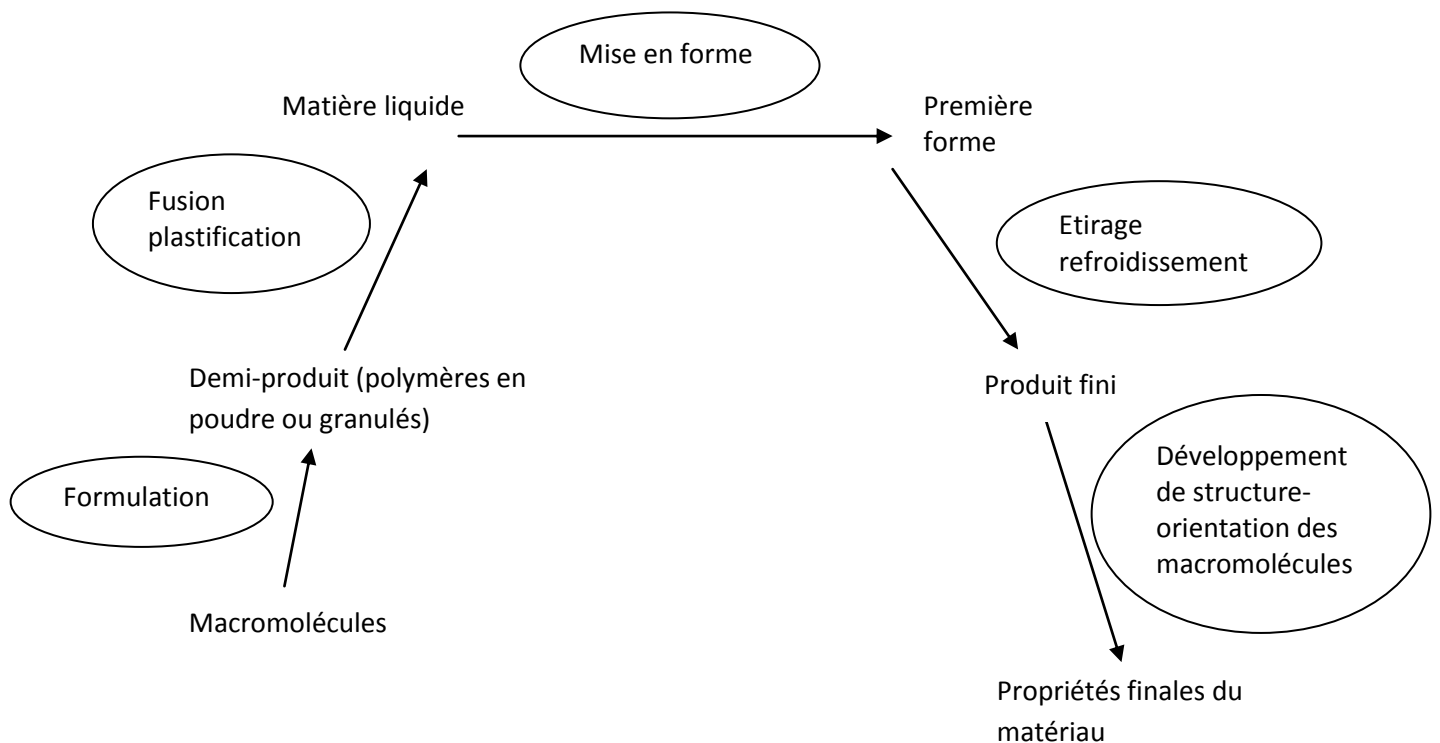 Mise en forme
Matière liquide
Première
forme
Fusion
plastification
Etirage
refroidissement
Demi-produit (polymères en
poudre ou granulés)
Produit fini
Formulation
Développement
de structure-
orientation des
macromolécules
Macromolécules
Propriétés finales du
matériau